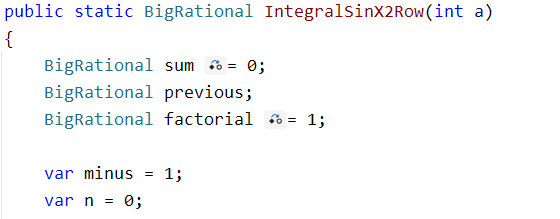 public static BigRational IntegralSinX2Row(int a)
{
BigRational sum = 0;
BigRational previous;
BigRational factorial = 1;
var minus = 1;
var n = 0;